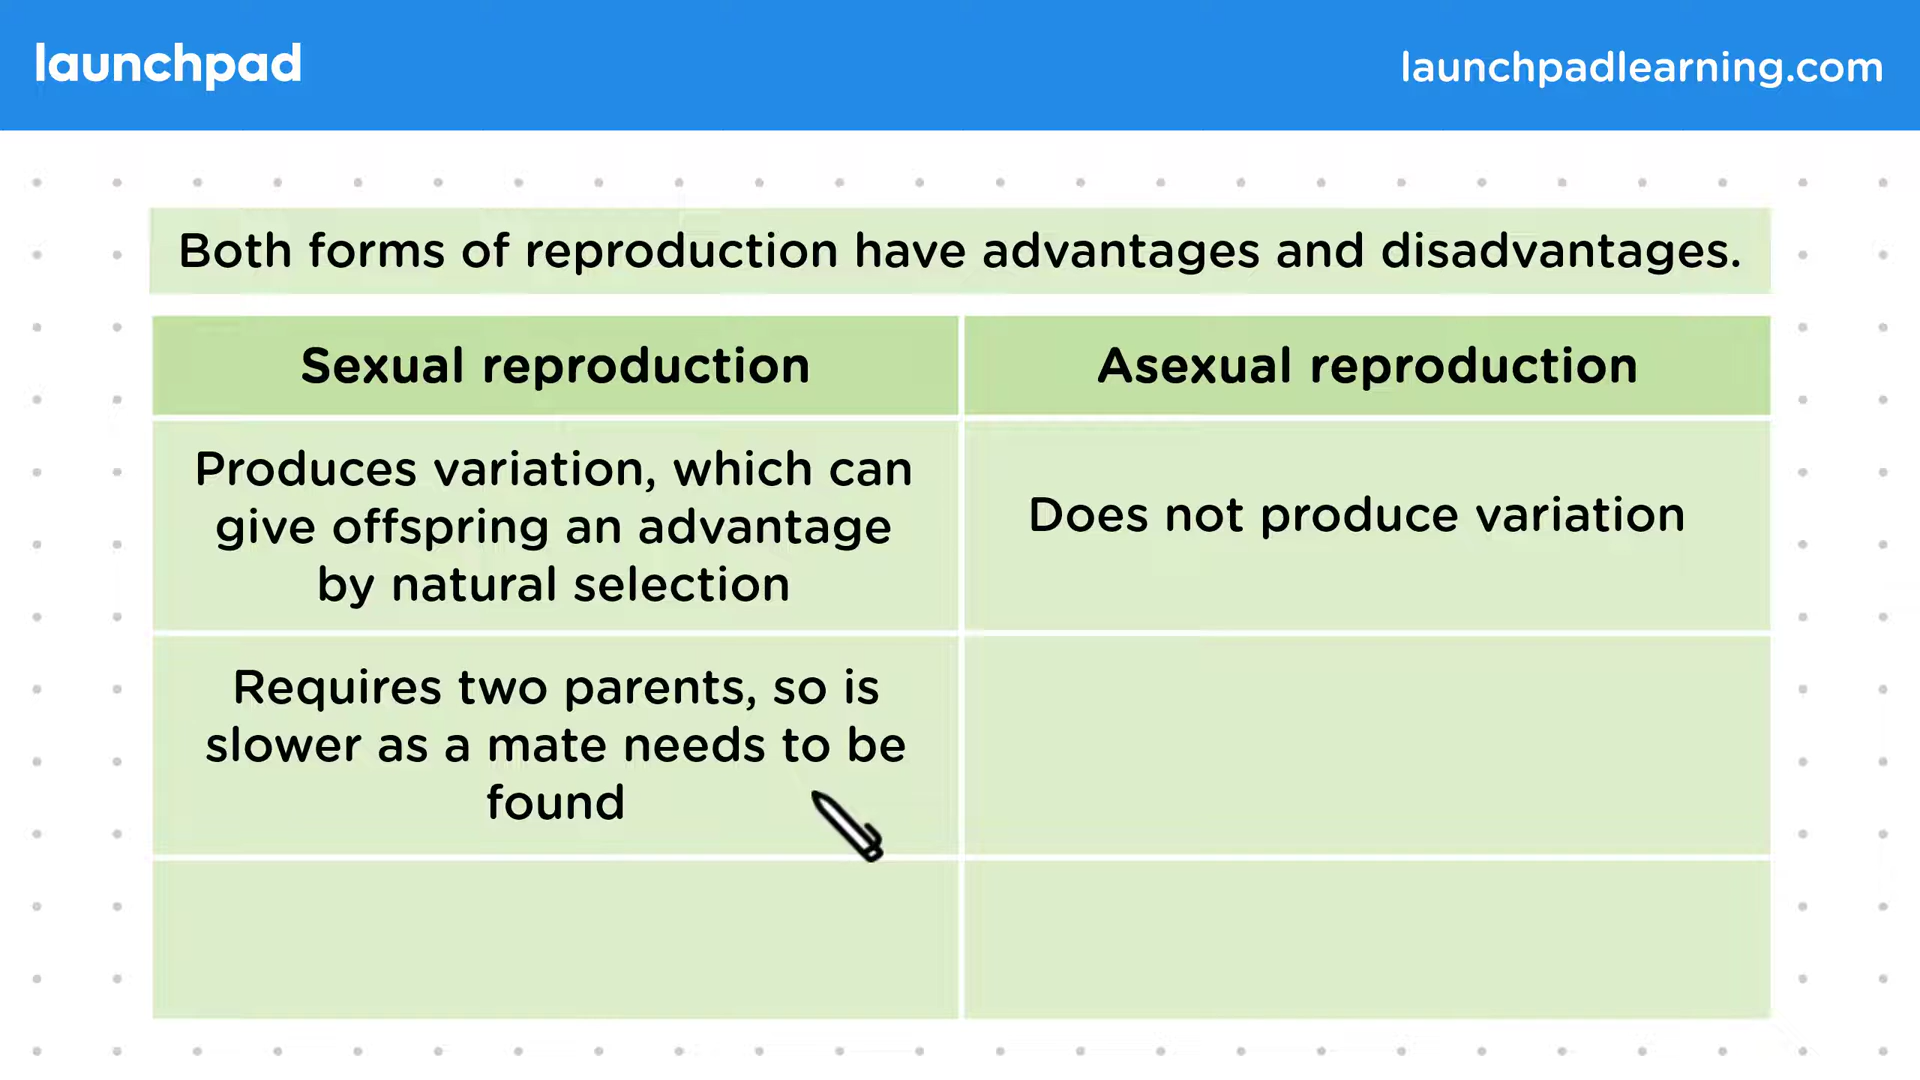 launchpad
launchpadlearning.com
Both forms of reproduction have advantages and disadvantages.
Sexual reproduction
Asexual reproduction
Produces variation, which can
give offspring an advantage
by natural selection
Does not produce variation
Requires two parents, so is
slower as a mate needs to be
found